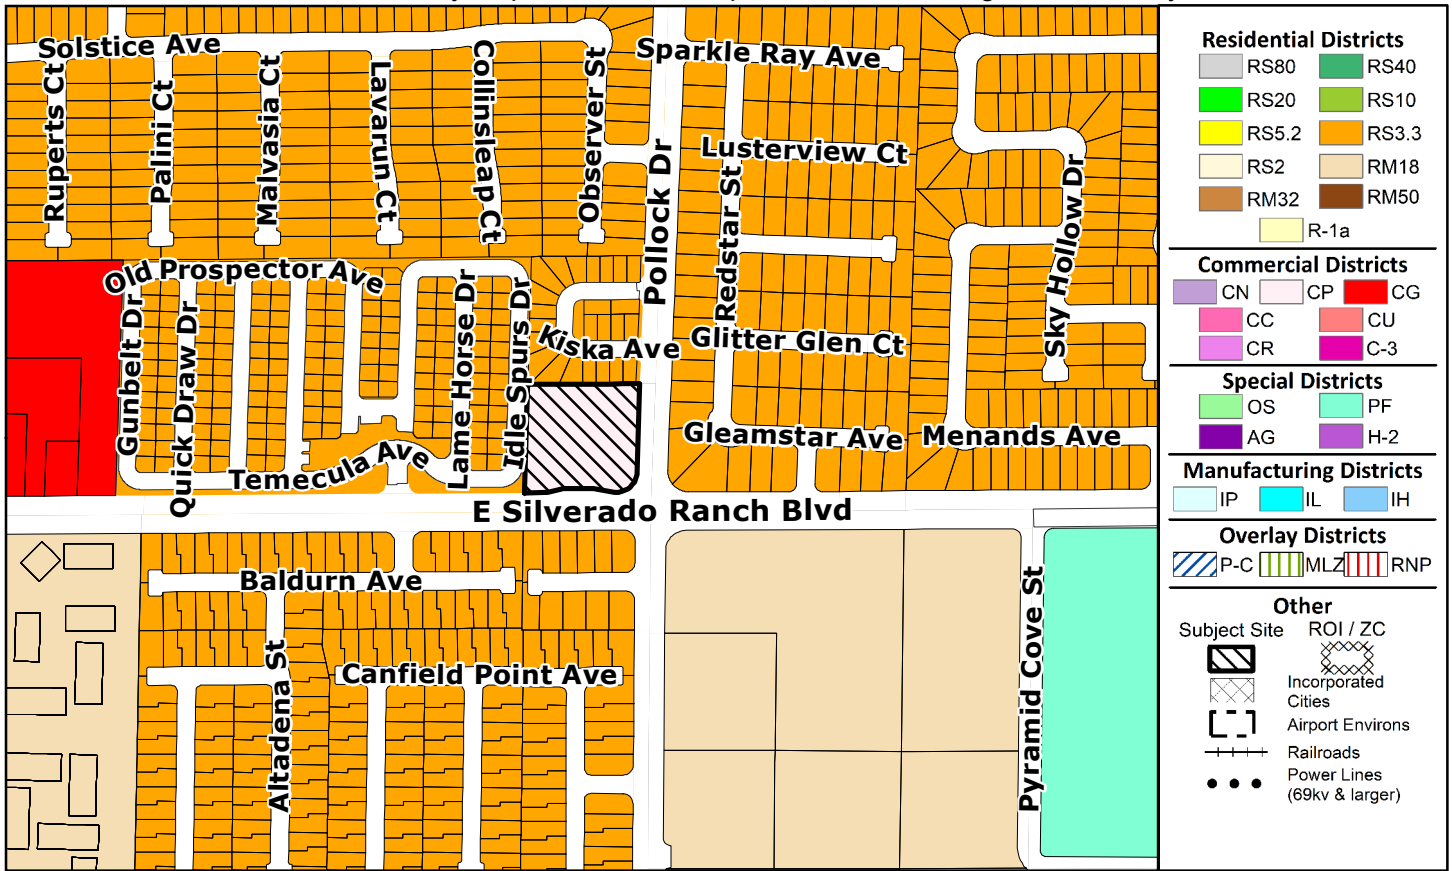 Solstice Ave
Ruperts Ct
Palini Ct
Malvasia Ct
Lavarun Ct
Collinsleap Ct
Observer St
Sparkle Ray Ave
Lusterview Ct
Pollock Dr
Redstar St
Sky Hollow Dr
Old Prospector Ave
Gunbelt Dr
Quick Draw Dr
Lame Horse Dr
Idle Spurs Dr
Kiska Ave
Glitter Glen Ct
Gleamstar Ave
Menands Ave
Temecula Ave
E Silverado Ranch Blvd
Baldurn Ave
Altadena St
Canfield Point Ave
Pyramid Cove St
Residential Districts
RS80 RS40
RS20 RS10
RS5.2 RS3.3
RS2 RM18
RM32 RM50
R-1a
Commercial Districts
CN CP CG
CC CU
CR C-3
Special Districts
OS PF
AG H-2
Manufacturing Districts
IP IL IH
Overlay Districts
P-C MLZ RNP
Other
Subject Site ROI / ZC
Incorporated
Cities
Airport Environs
Railroads
Power Lines
(69kv & larger)